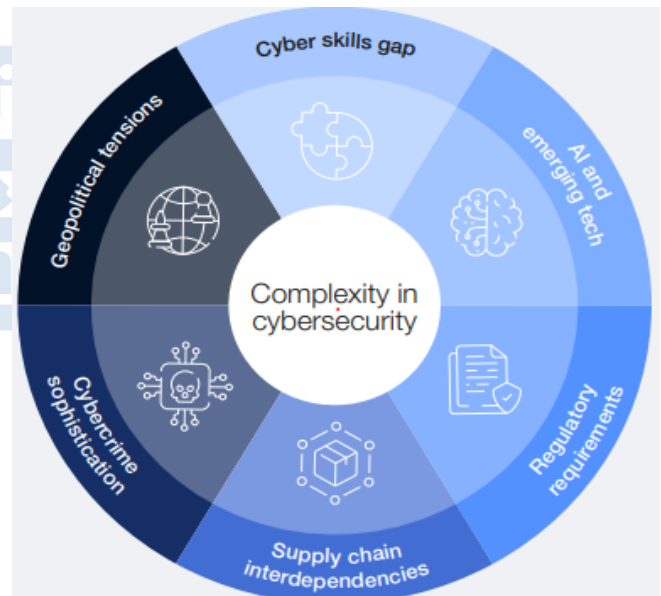 Cyber skills gap
AI and
emerging tech
Regulatory
requirements
Supply chain
interdependencies
Cybercrime
sophistication
Geopolitical tensions
Complexity in
cybersecurity